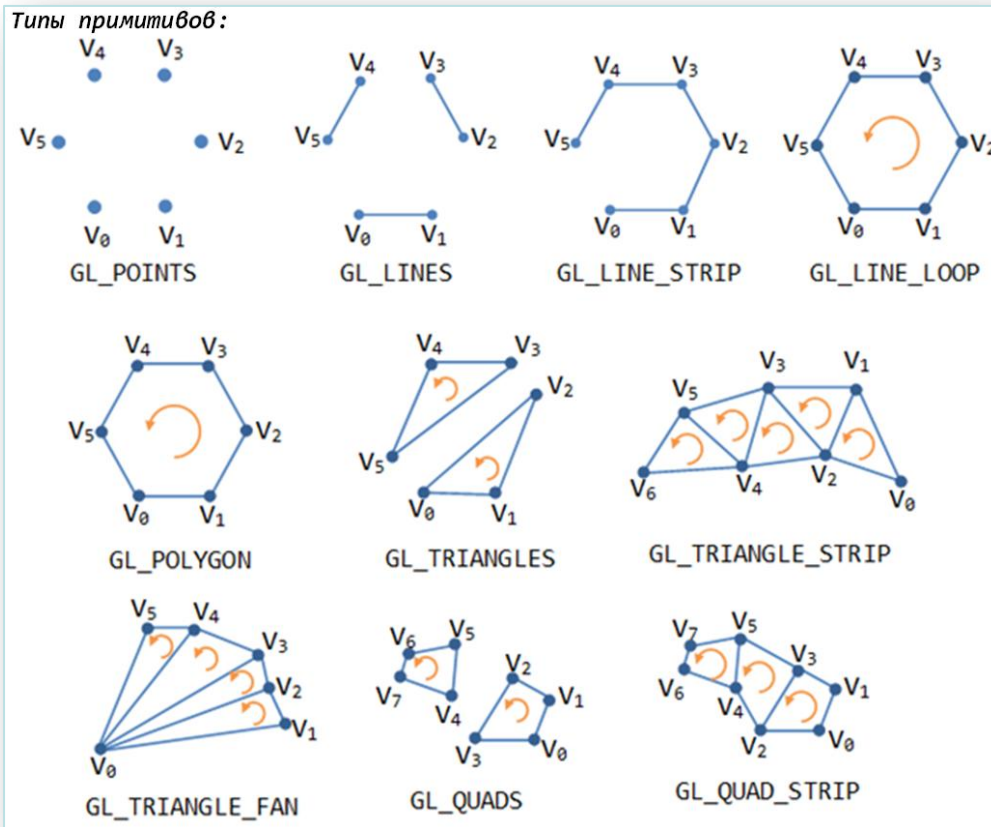 Типы примитивов:
V4 V3
V5 V2
V0 V1
GL_POINTS
V4 V3
V5 V2
V0 V1
GL_LINES
V4 V3
V5 V2
V0 V1
GL_LINE_STRIP
V4 V3
V5 V2
V0 V1
GL_LINE_LOOP
V4 V3
V5 V2
V0 V1
GL_POLYGON
V4 V3
V2
V5
V0 V1
GL_TRIANGLES
V3 V1
V5
V6 V4 V2 V0
GL_TRIANGLE_STRIP
V5 V4
V3
V2
V1
V0
GL_TRIANGLE_FAN
V6 V5
V2
V7 V4 V1
V3 V0
GL_QUADS
V7 V5
V3
V6 V4 V1
V2 V0
GL_QUAD_STRIP